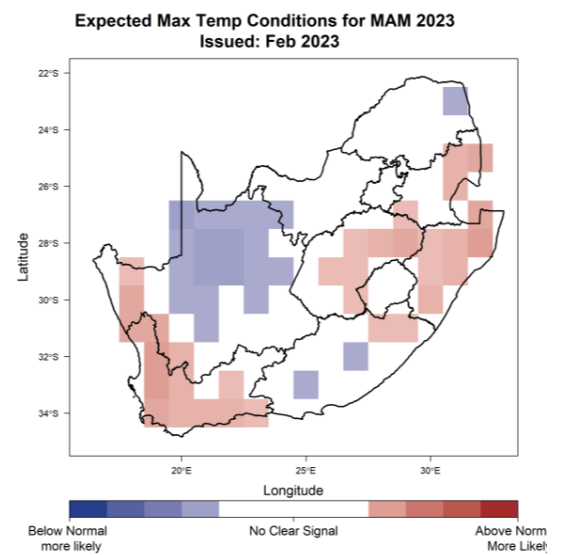 Expected Max Temp Conditions for MAM 2023
Issued: Feb 2023
22°S
24°S
26°S
28°S
30°S
32°S
34°S
Latitude
20°E 25°E 30°E
Longitude
Below Normal No Clear Signal Above Norm
more likely More Likely